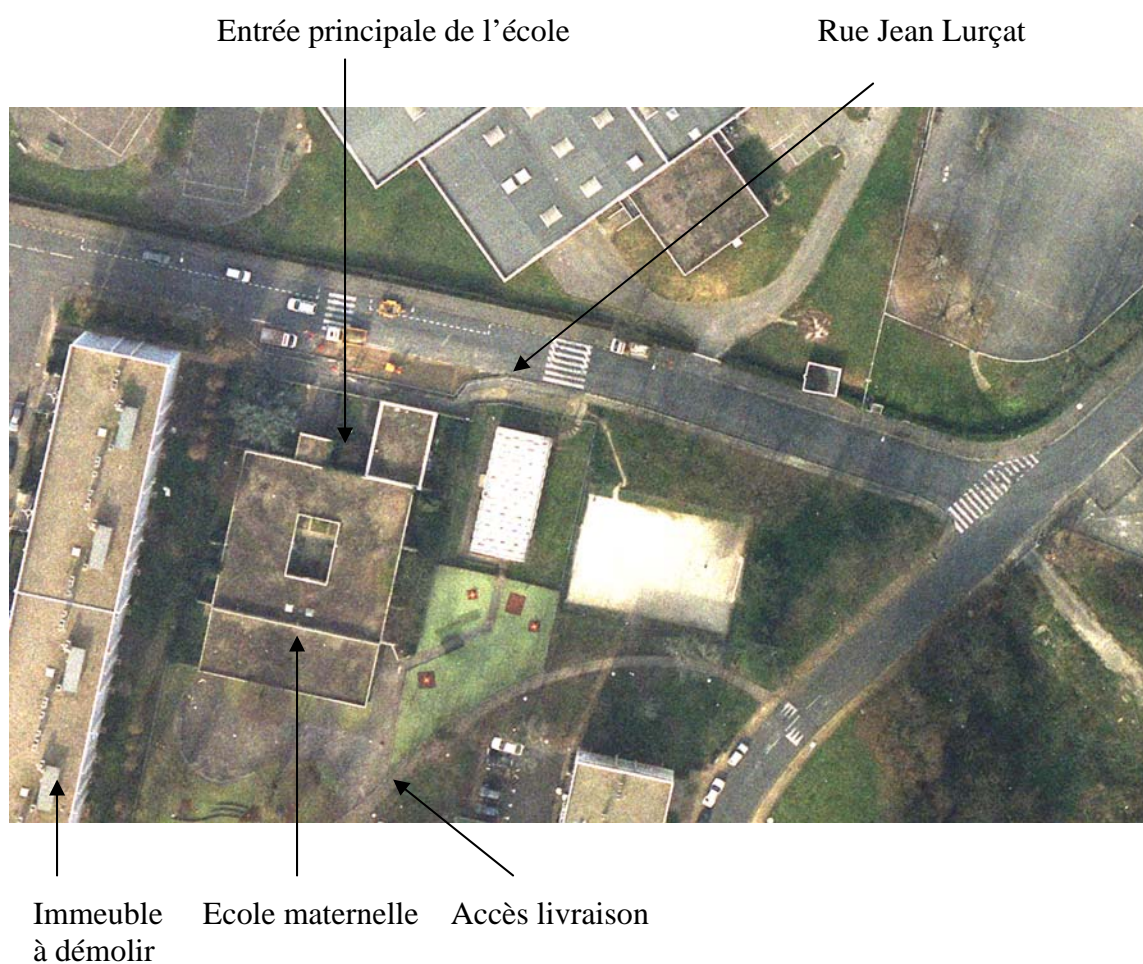 Entrée principale de l’école
Rue Jean Lurçat
Immeuble
à démolir
Ecole maternelle
Accès livraison